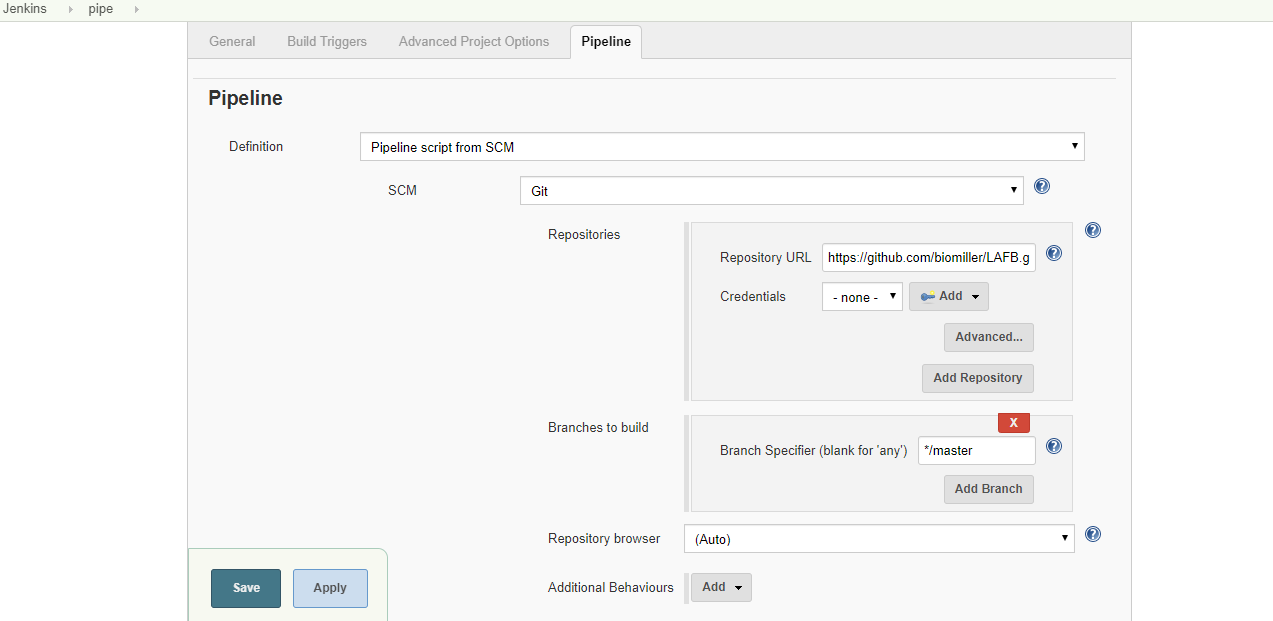 Jenkins pipe
General Build Triggers Advanced Project Options Pipeline
Pipeline
Definition Pipeline script from SCM
SCM Git
Repositories
Repository URL https://github.com/biomiller/LAFB.g
Credentials - none - Add
Advanced...
Add Repository
X
Branches to build
Branch Specifier (blank for 'any') */master
Add Branch
Repository browser (Auto)
Additional Behaviours Add
Save Apply